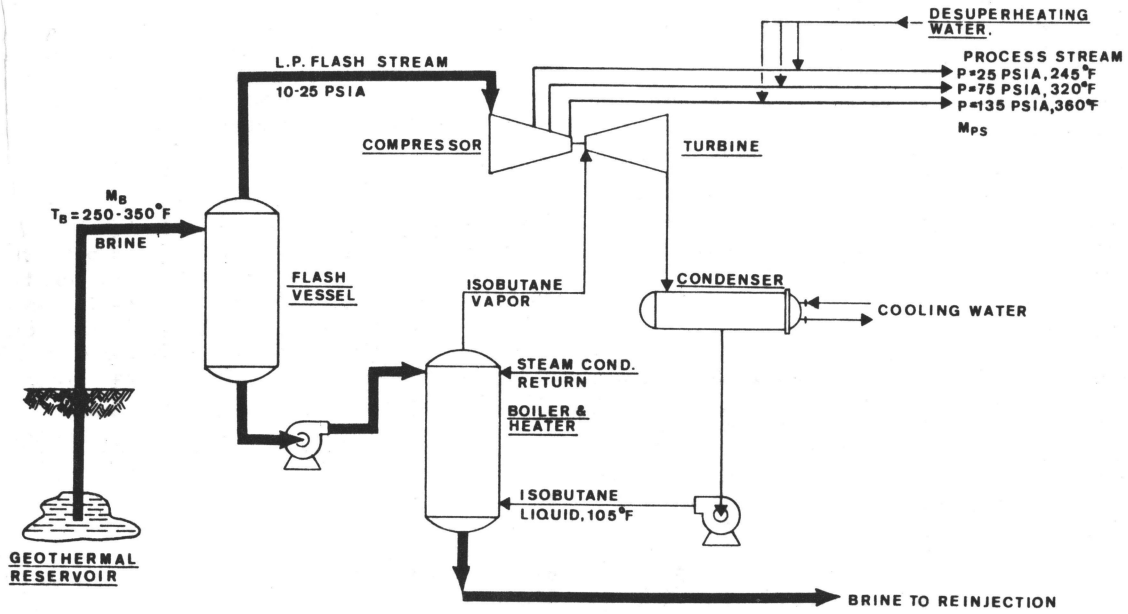 DESUPERHEATING
WATER.
L.P. FLASH STREAM
10-25 PSIA
PROCESS STREAM
P=25 PSIA, 245°F
P=75 PSIA, 320°F
P=135 PSIA, 360°F
MPS
COMPRESSOR
TURBINE
MB
TB = 250-350°F
BRINE
FLASH
VESSEL
ISOBUTANE
VAPOR
CONDENSER
COOLING WATER
STEAM COND.
RETURN
BOILER &
HEATER
ISOBUTANE
LIQUID, 105°F
GEOTHERMAL
RESERVOIR
BRINE TO REINJECTION